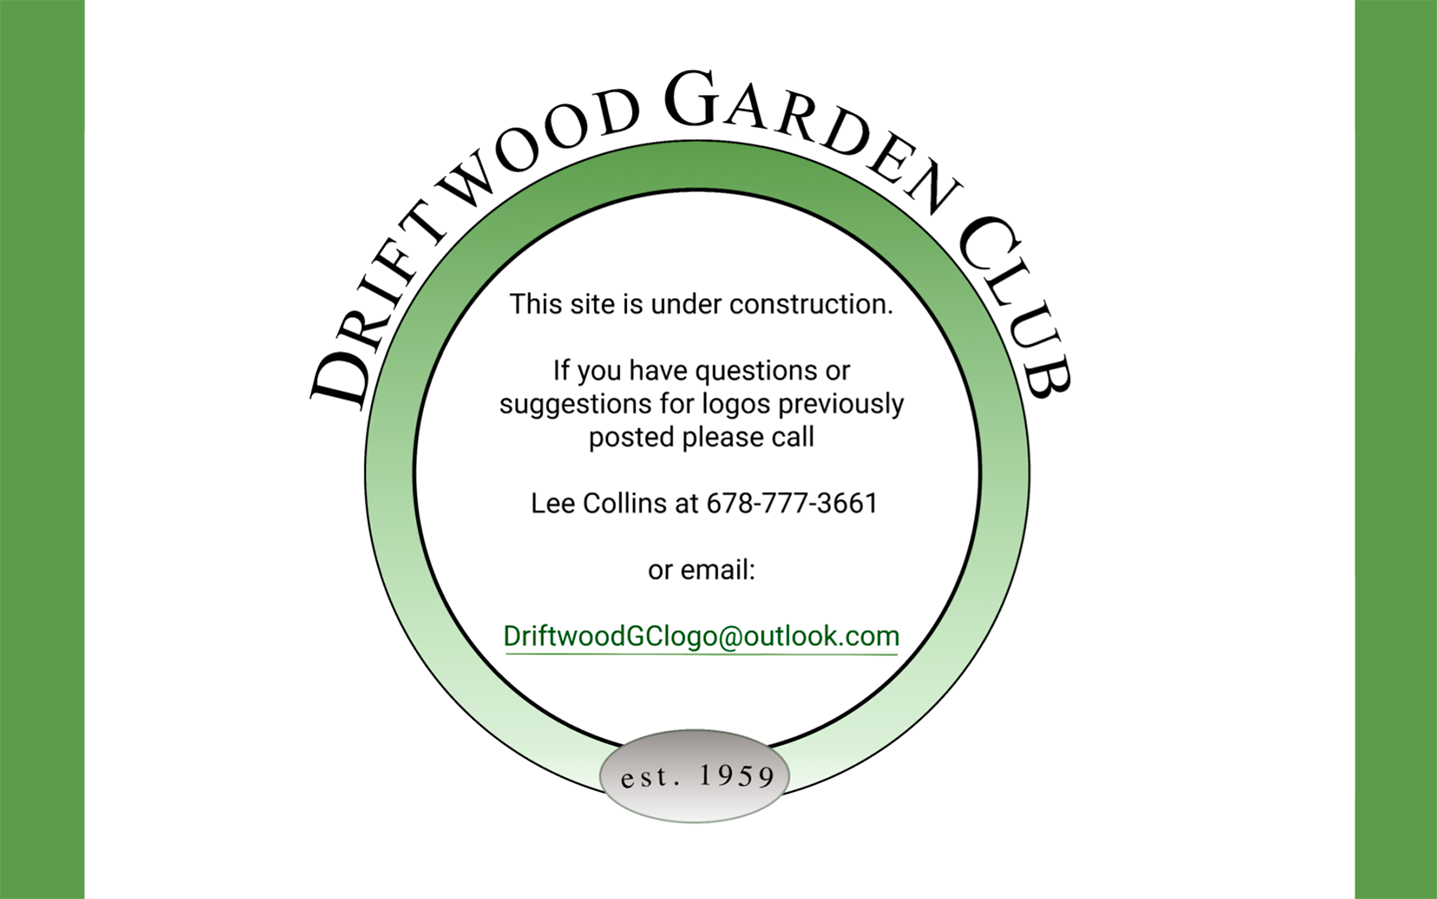 DRIFTWOOD GARDEN CLUB
This site is under construction.
If you have questions or
suggestions for logos previously
posted please call
Lee Collins at 678-777-3661
or email:
DriftwoodGClogo@outlook.com
est. 1959